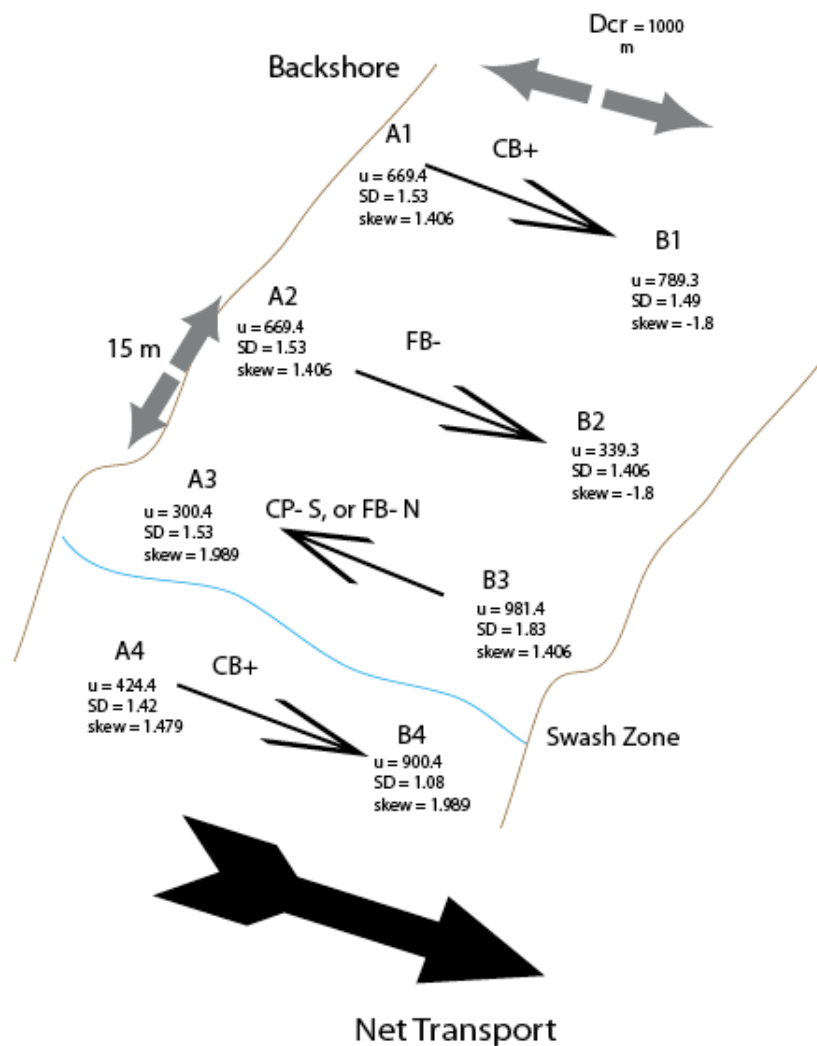 Dcr = 1000
m
Backshore
A1
CB+
u = 669.4
SD = 1.53
skew = 1.406
B1
u = 789.3
SD = 1.49
skew = -1.8
A2
u = 669.4
SD = 1.53
skew = 1.406
15 m
FB-
B2
u = 339.3
SD = 1.406
skew = -1.8
A3
u = 300.4
SD = 1.53
skew = 1.989
CP- S, or FB- N
B3
u = 981.4
SD = 1.83
skew = 1.406
A4
u = 424.4
SD = 1.42
skew = 1.479
CB+
B4
u = 900.4
SD = 1.08
skew = 1.989
Swash Zone
Net Transport